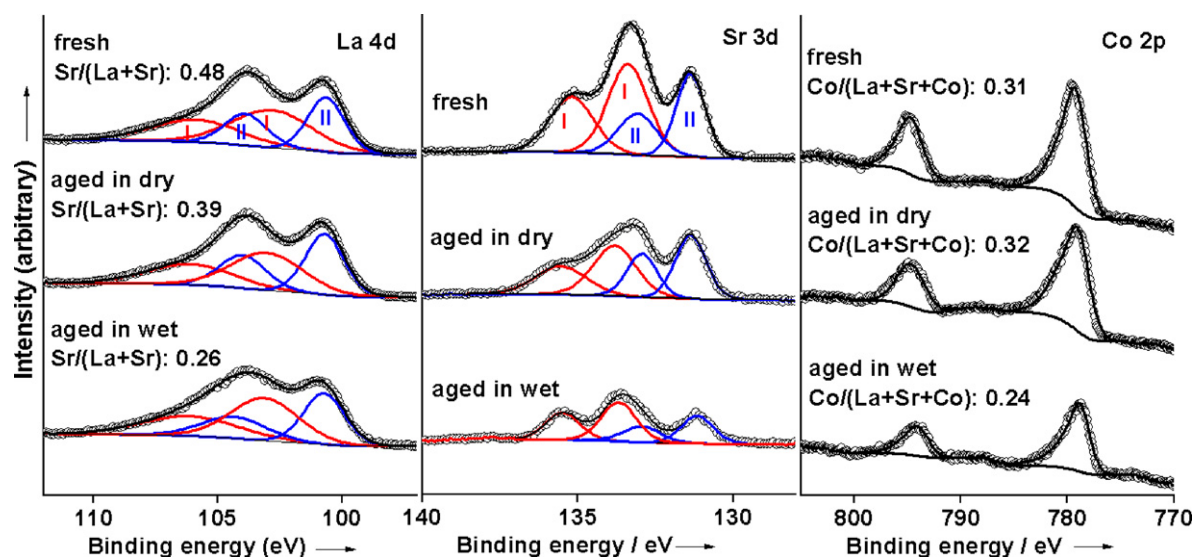 Intensity (arbitrary)
La 4d
fresh
Sr/(La+Sr): 0.48
I
II
I
II
aged in dry
Sr/(La+Sr): 0.39
aged in wet
Sr/(La+Sr): 0.26
110
105
100
Binding energy (eV)
Sr 3d
fresh
I
I
II
II
aged in dry
aged in wet
140
135
130
Binding energy / eV
Co 2p
fresh
Co/(La+Sr+Co): 0.31
aged in dry
Co/(La+Sr+Co): 0.32
aged in wet
Co/(La+Sr+Co): 0.24
800
790
780
770
Binding energy / eV